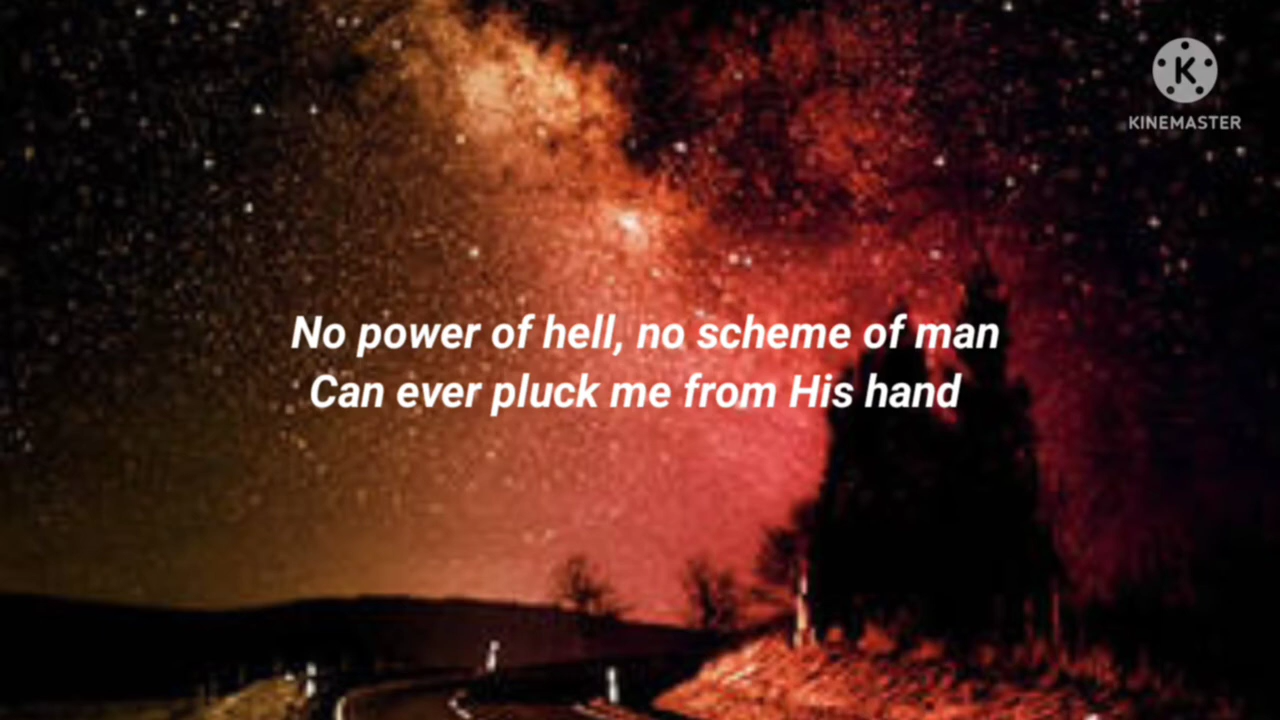 KINEMASTER
No power of hell, no scheme of man
Can ever pluck me from His hand